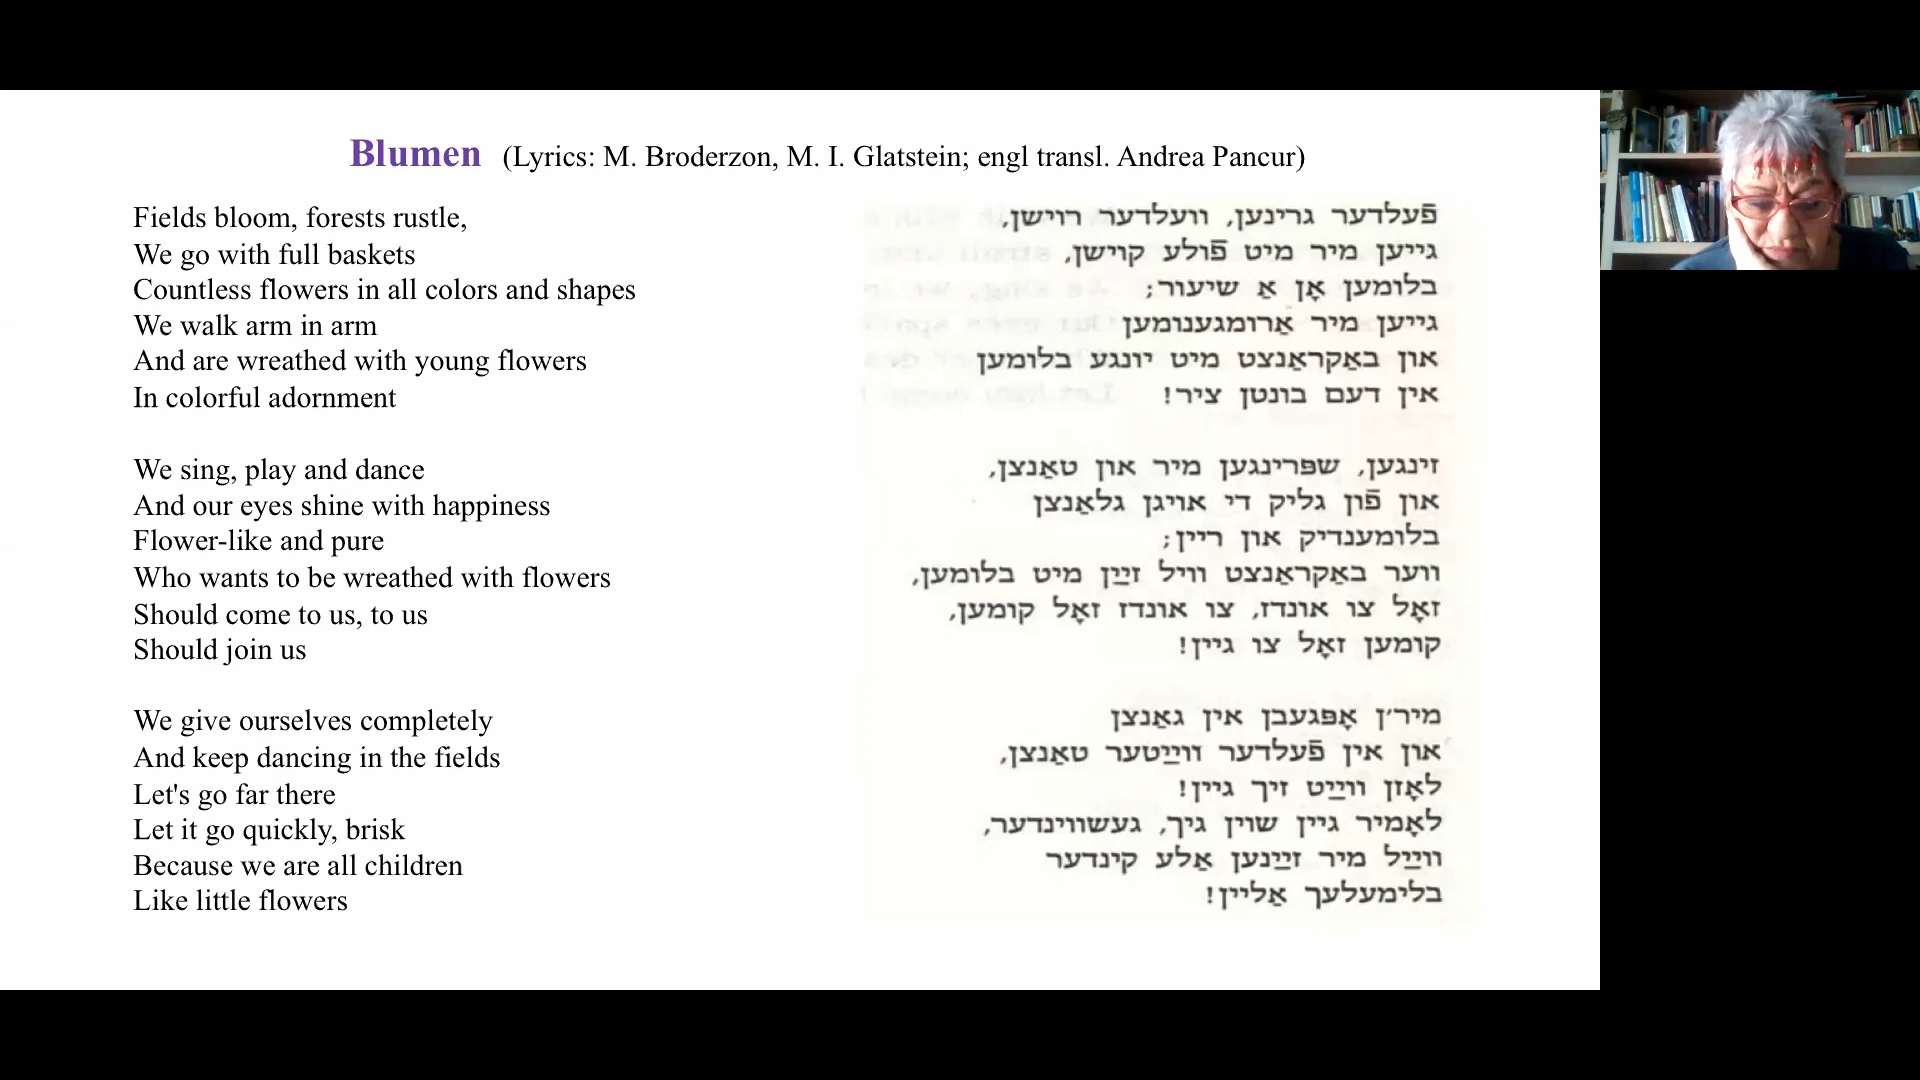 Blumen (Lyrics: M. Broderzon, M. I. Glatstein; engl transl. Andrea Pancur)
Fields bloom, forests rustle,
We go with full baskets
Countless flowers in all colors and shapes
We walk arm in arm
And are wreathed with young flowers
In colorful adornment
We sing, play and dance
And our eyes shine with happiness
Flower-like and pure
Who wants to be wreathed with flowers
Should come to us, to us
Should join us
We give ourselves completely
And keep dancing in the fields
Let's go far there
Let it go quickly, brisk
Because we are all children
Like little flowers
פֿעלדער גרינען, וועלדער רוישן,
גייען מיר מיט פֿולע קוישן,
בלומען אָן אַ שיעור;
גייען מיר אַרומגענומען
און באַקראַנצט מיט יונגע בלומען
אין דעם בונטן ציר!
זינגען, שפּרינגען מיר און טאַנצן,
און פֿון גליק די אויגן גלאַנצן
בלומענדיק און ריין;
ווער באַקראַנצט וויל זײַן מיט בלומען,
זאָל צו אונדז, צו אונדז זאָל קומען,
קומען זאָל צו גיין!
מיר'ן אָפּגעבן אין גאַנצן
און אין פֿעלדער ווײַטער טאַנצן,
לאָזן ווײַט זיך גיין!
לאָמיר גיין שוין גיך, געשווינדער,
ווײַל מיר זײַנען אַלע קינדער
בלימעלעך אַליין!